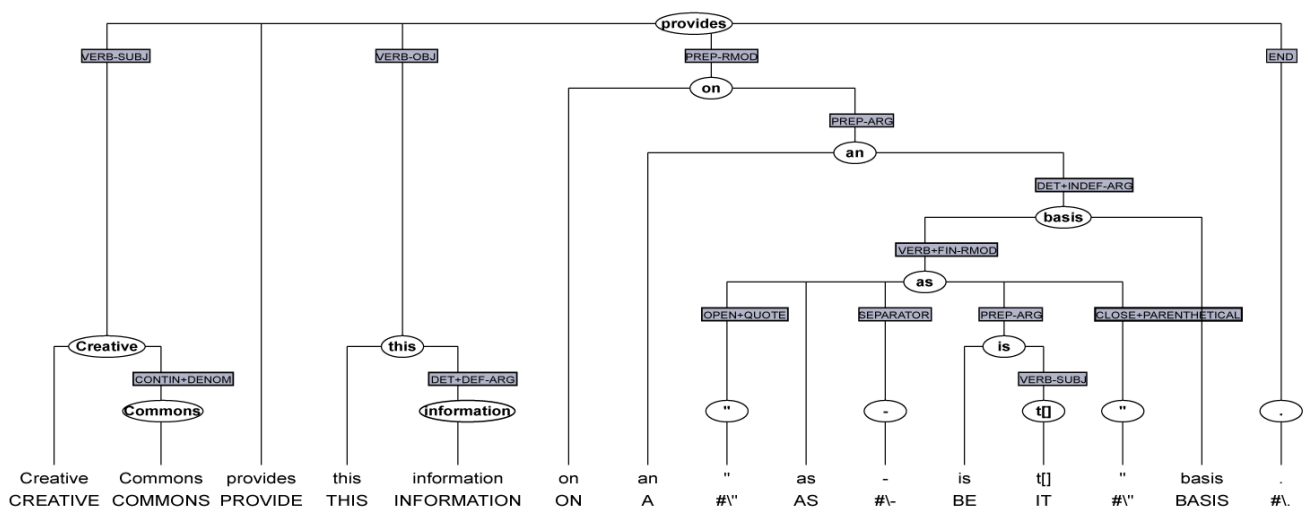 provides
VERB-SUBJ VERB-OBJ PREP-RMOD END
on
PREP-ARG
an
DET+INDEF-ARG
basis
VERB+FIN-RMOD
as
OPEN+QUOTE SEPARATOR PREP-ARG CLOSE+PARENTHETICAL
Creative this is
CONTIN+DENOM DET+DEF-ARG VERB-SUBJ
Commons information " - t[] " .
Creative Commons provides this information on an " as - is t[] " basis .
CREATIVE COMMONS PROVIDE THIS INFORMATION ON A #\" AS #\- BE IT #\" BASIS #\.